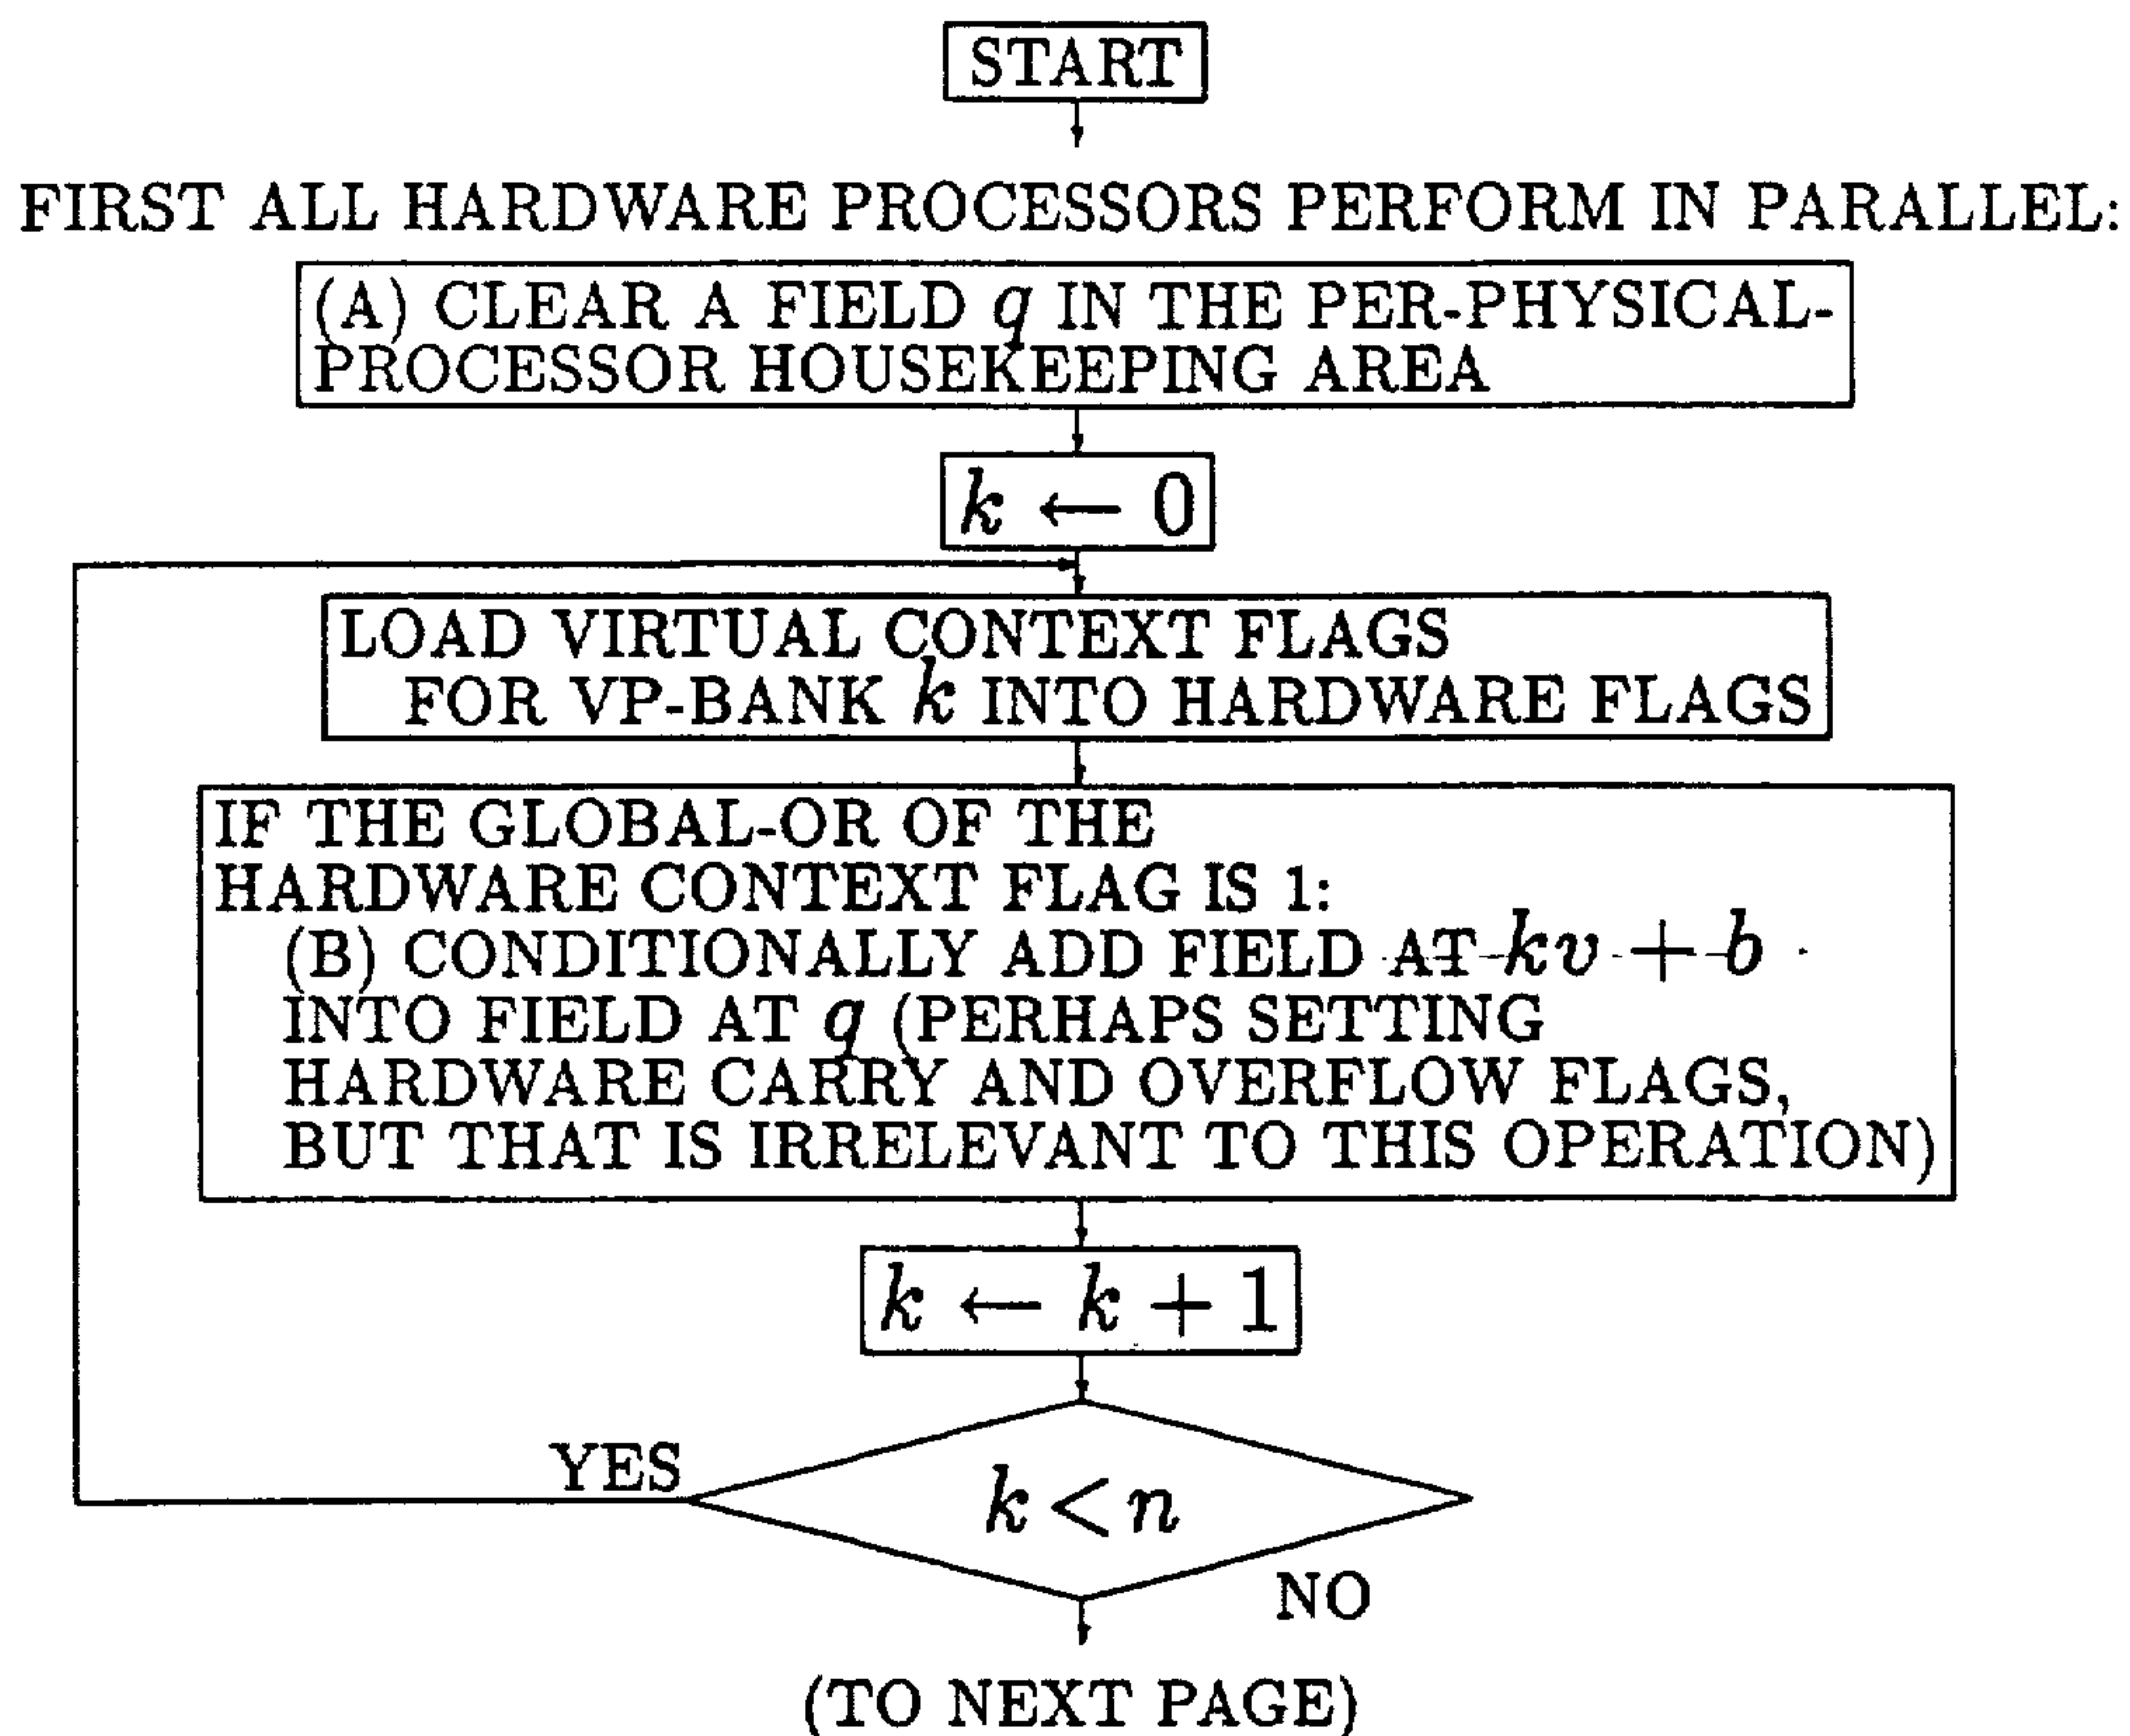 START
FIRST ALL HARDWARE PROCESSORS PERFORM IN PARALLEL:
(A) CLEAR A FIELD q IN THE PER-PHYSICAL-
PROCESSOR HOUSEKEEPING AREA
k ← 0
LOAD VIRTUAL CONTEXT FLAGS
FOR VP-BANK k INTO HARDWARE FLAGS
IF THE GLOBAL-OR OF THE
HARDWARE CONTEXT FLAG IS 1:
(B) CONDITIONALLY ADD FIELD AT kv + b
INTO FIELD AT q (PERHAPS SETTING
HARDWARE CARRY AND OVERFLOW FLAGS,
BUT THAT IS IRRELEVANT TO THIS OPERATION)
k ← k + 1
YES
k < n
NO
(TO NEXT PAGE)